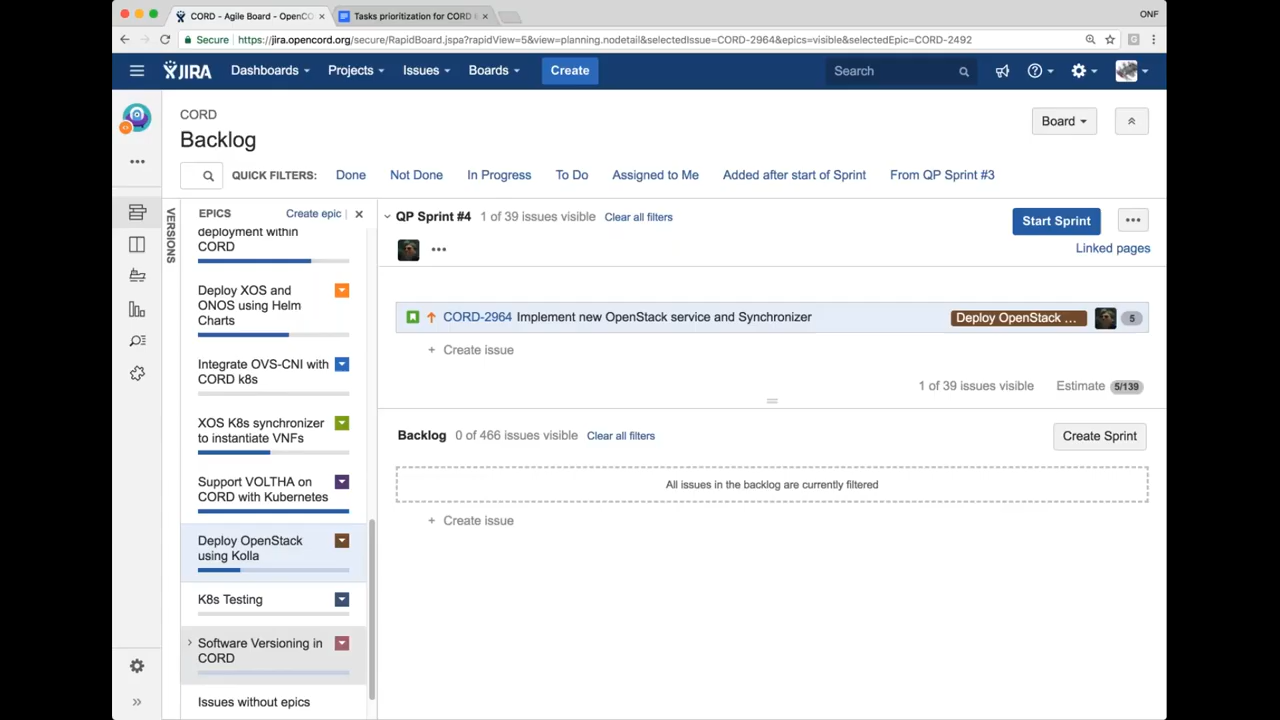 CORD - Agile Board - OpenCO
Tasks prioritization for CORD
ONF
Secure
https://jira.opencord.org/secure/RapidBoard.jspa?rapidView=5&view=planning.nodetail&selectedIssue=CORD-2964&epics=visible&selectedEpic=CORD-2492
JIRA Dashboards Projects Issues Boards Create Search
CORD
Backlog
Board
QUICK FILTERS: Done Not Done In Progress To Do Assigned to Me Added after start of Sprint From QP Sprint #3
VERSIONS
EPICS Create epic
deployment within
CORD
Deploy XOS and
ONOS using Helm
Charts
Integrate OVS-CNI with
CORD k8s
XOS K8s synchronizer
to instantiate VNFs
Support VOLTHA on
CORD with Kubernetes
Deploy OpenStack
using Kolla
K8s Testing
Software Versioning in
CORD
Issues without epics
QP Sprint #4 1 of 39 issues visible Clear all filters
Start Sprint
Linked pages
CORD-2964 Implement new OpenStack service and Synchronizer Deploy OpenStack ... 5
+ Create issue
1 of 39 issues visible Estimate 5/139
Backlog 0 of 466 issues visible Clear all filters
Create Sprint
All issues in the backlog are currently filtered
+ Create issue